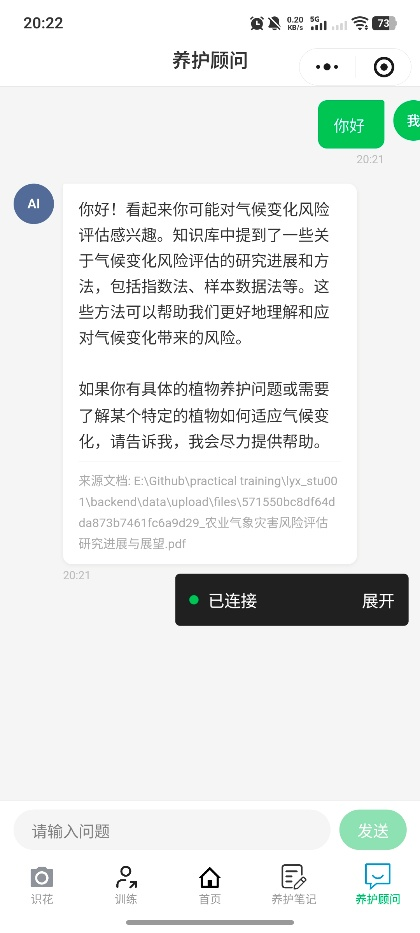 20:22
0.20
KB/s
5G
73
养护顾问
你好
我
20:21
AI
你好！看起来你可能对气候变化风险
评估感兴趣。知识库中提到了一些关
于气候变化风险评估的研究进展和方
法，包括指数法、样本数据法等。这
些方法可以帮助我们更好地理解和应
对气候变化带来的风险。
如果你有具体的植物养护问题或需要
了解某个特定的植物如何适应气候变
化，请告诉我，我会尽力提供帮助。
来源文档: E:\Github\practical training\lyx_stu00
1\backend\data\upload\files\571550bc8df64d
da873b7461fc6a9d29_农业气象灾害风险评估
研究进展与展望.pdf
20:21
已连接
展开
请输入问题
发送
识花
训练
首页
养护笔记
养护顾问